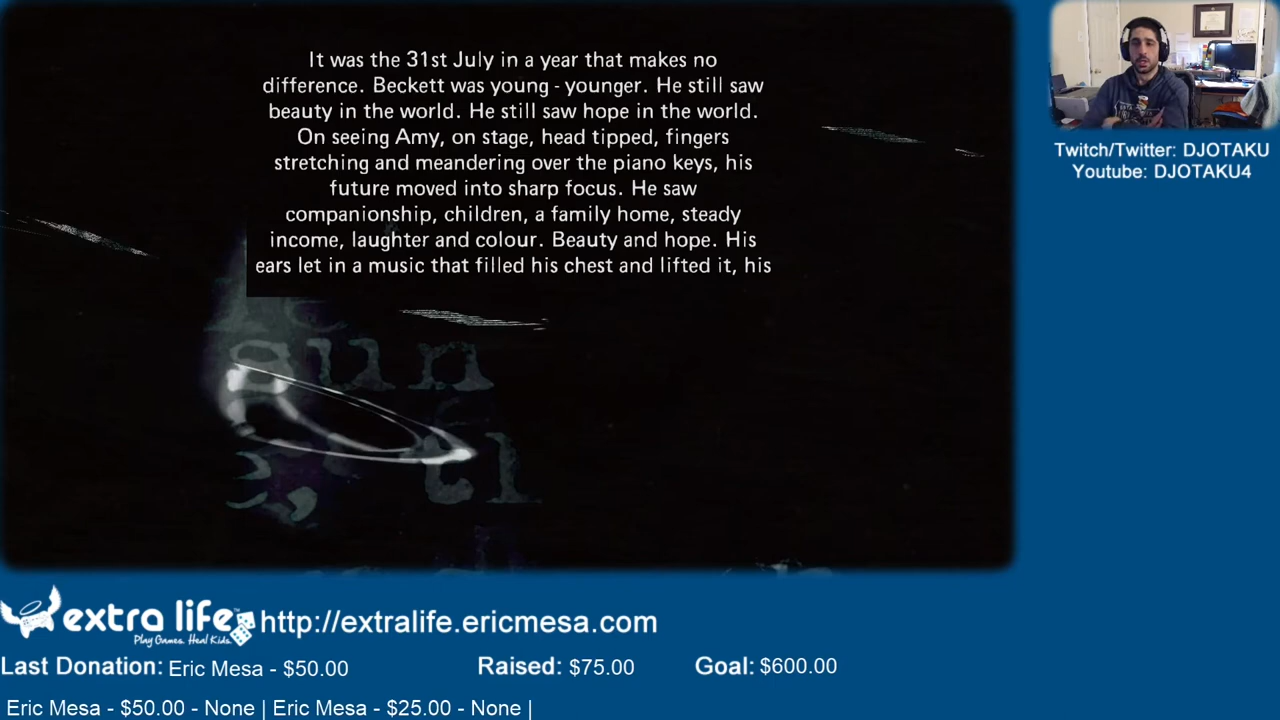 It was the 31st July in a year that makes no
difference. Beckett was young - younger. He still saw
beauty in the world. He still saw hope in the world.
On seeing Amy, on stage, head tipped, fingers
stretching and meandering over the piano keys, his
future moved into sharp focus. He saw
companionship, children, a family home, steady
income, laughter and colour. Beauty and hope. His
ears let in a music that filled his chest and lifted it, his
gun
tl
Twitch/Twitter: DJOTAKU
Youtube: DJOTAKU4
extra life
Play Games. Heal Kids.
http://extralife.ericmesa.com
Last Donation: Eric Mesa - $50.00
Raised: $75.00
Goal: $600.00
Eric Mesa - $50.00 - None | Eric Mesa - $25.00 - None |